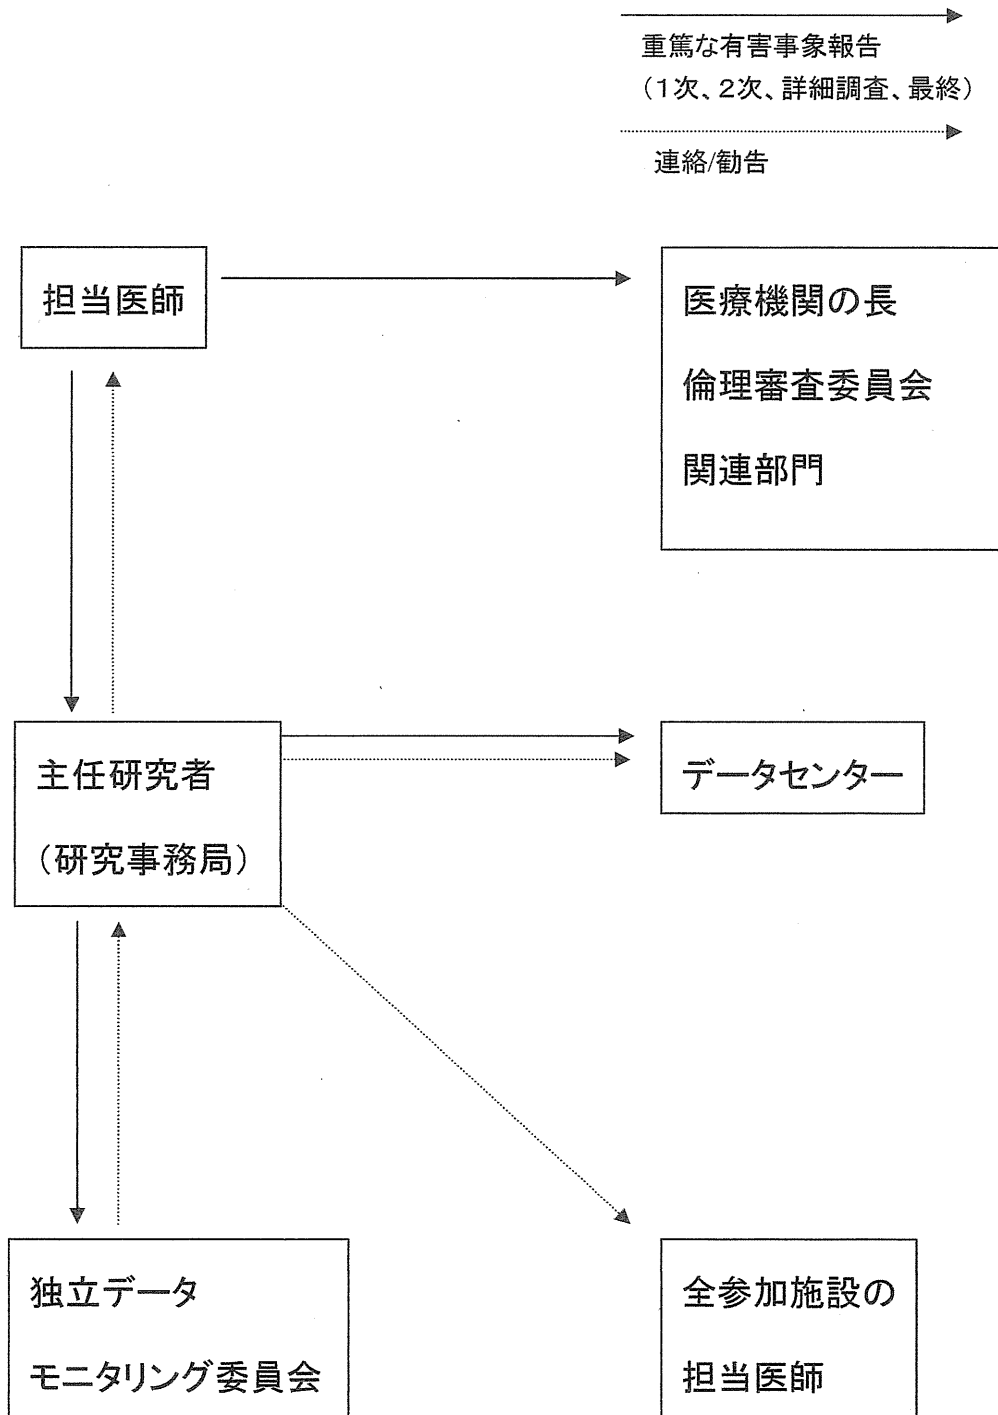 重篤な有害事象報告
（１次、２次、詳細調査、最終）
連絡/勧告
担当医師
医療機関の長
倫理審査委員会
関連部門
主任研究者
（研究事務局）
データセンター
独立データ
モニタリング委員会
全参加施設の
担当医師